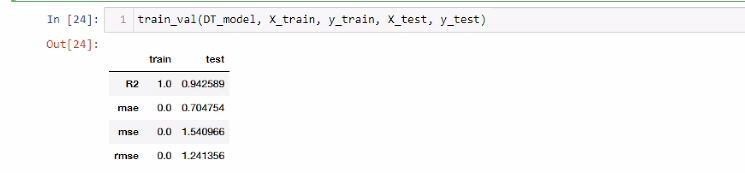 In [24]: 1 train_val(DT_model, X_train, y_train, X_test, y_test)
Out[24]:
train test
R2 1.0 0.942589
mae 0.0 0.704754
mse 0.0 1.540966
rmse 0.0 1.241356